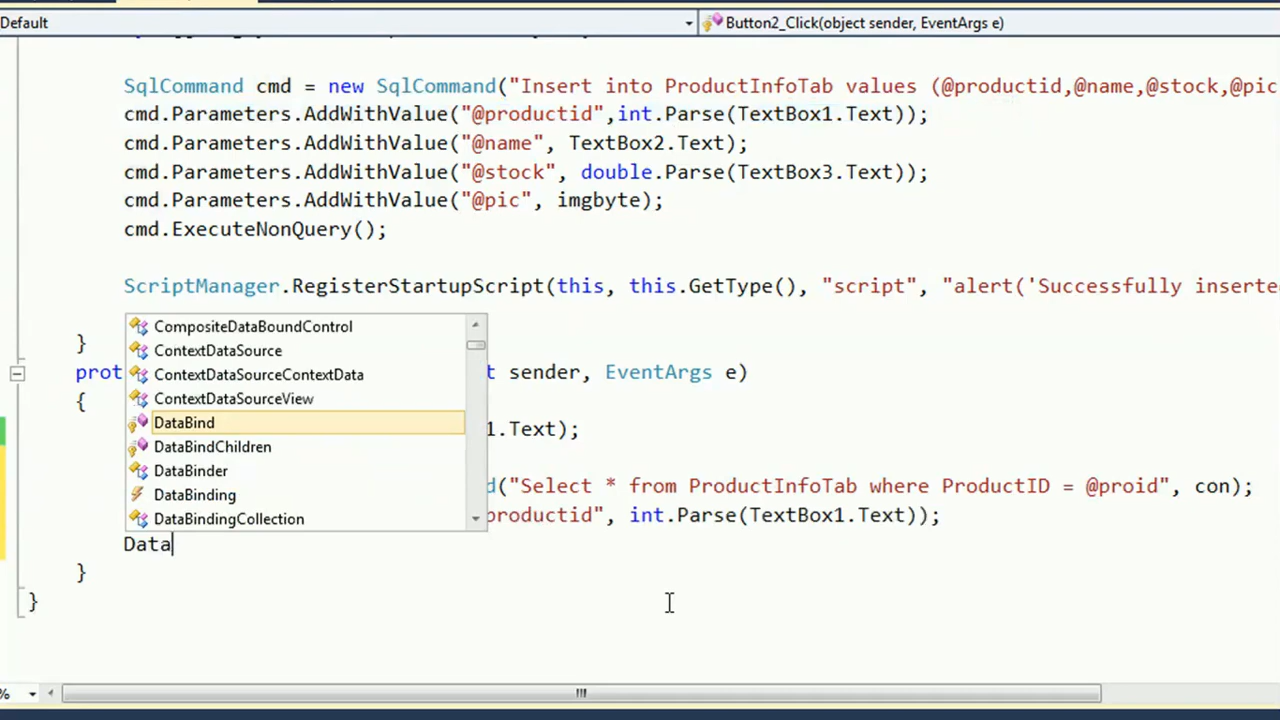 Default
Button2_Click(object sender, EventArgs e)
SqlCommand cmd = new SqlCommand("Insert into ProductInfoTab values (@productid,@name,@stock,@pic
cmd.Parameters.AddWithValue("@productid",int.Parse(TextBox1.Text));
cmd.Parameters.AddWithValue("@name", TextBox2.Text);
cmd.Parameters.AddWithValue("@stock", double.Parse(TextBox3.Text));
cmd.Parameters.AddWithValue("@pic", imgbyte);
cmd.ExecuteNonQuery();
ScriptManager.RegisterStartupScript(this, this.GetType(), "script", "alert('Successfully inserte
CompositeDataBoundControl
}
ContextDataSource
prot
ContextDataSourceContextData
t sender, EventArgs e)
{
ContextDataSourceView
DataBind
1.Text);
DataBindChildren
DataBinder
DataBinding
d("Select * from ProductInfoTab where ProductID = @proid", con);
DataBindingCollection
productid", int.Parse(TextBox1.Text));
Data
}
}
%